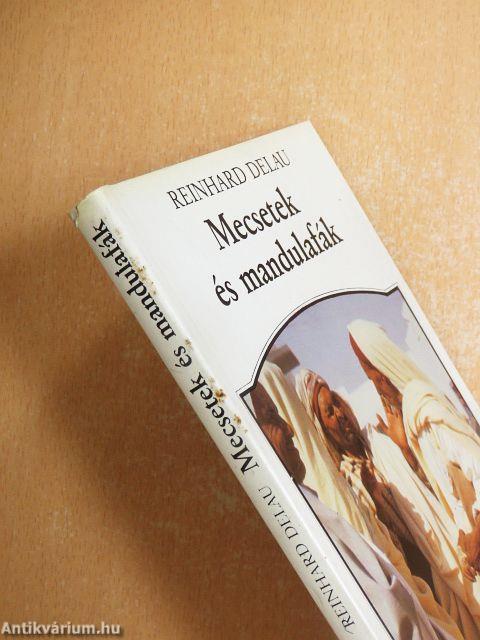 REINHARD DELAU
Mecsetek
és mandulafák
REINHARD DELAU Mecsetek és mandulafák
Antikvárium.hu